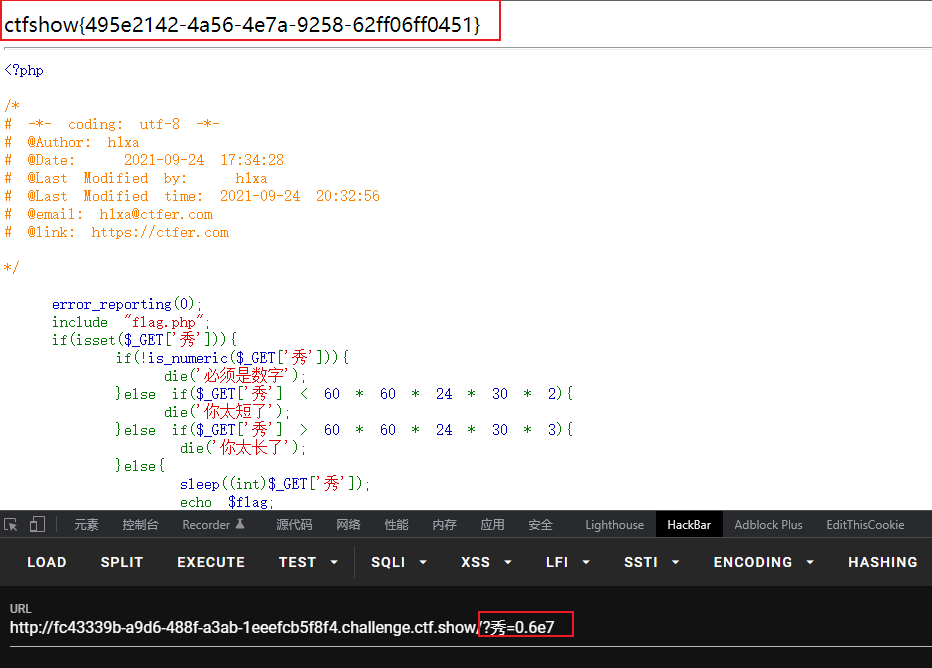 ctfshow{495e2142-4a56-4e7a-9258-62ff06ff0451}
<?php
/*
# -*- coding: utf-8 -*-
# @Author: h1xa
# @Date: 2021-09-24 17:34:28
# @Last Modified by: h1xa
# @Last Modified time: 2021-09-24 20:32:56
# @email: h1xa@ctfer.com
# @link: https://ctfer.com
*/
error_reporting(0);
include "flag.php";
if(isset($_GET['秀'])){
if(!is_numeric($_GET['秀'])){
die('必须是数字');
}else if($_GET['秀'] < 60 * 60 * 24 * 30 * 2){
die('你太短了');
}else if($_GET['秀'] > 60 * 60 * 24 * 30 * 3){
die('你太长了');
}else{
sleep((int)$_GET['秀']);
echo $flag;
元素 控制台 Recorder 源代码 网络 性能 内存 应用 安全 Lighthouse HackBar Adblock Plus EditThisCookie
LOAD SPLIT EXECUTE TEST SQLI XSS LFI SSTI ENCODING HASHING
URL
http://fc43339b-a9d6-488f-a3ab-1eeefcb5f8f4.challenge.ctf.show/?秀=0.6e7